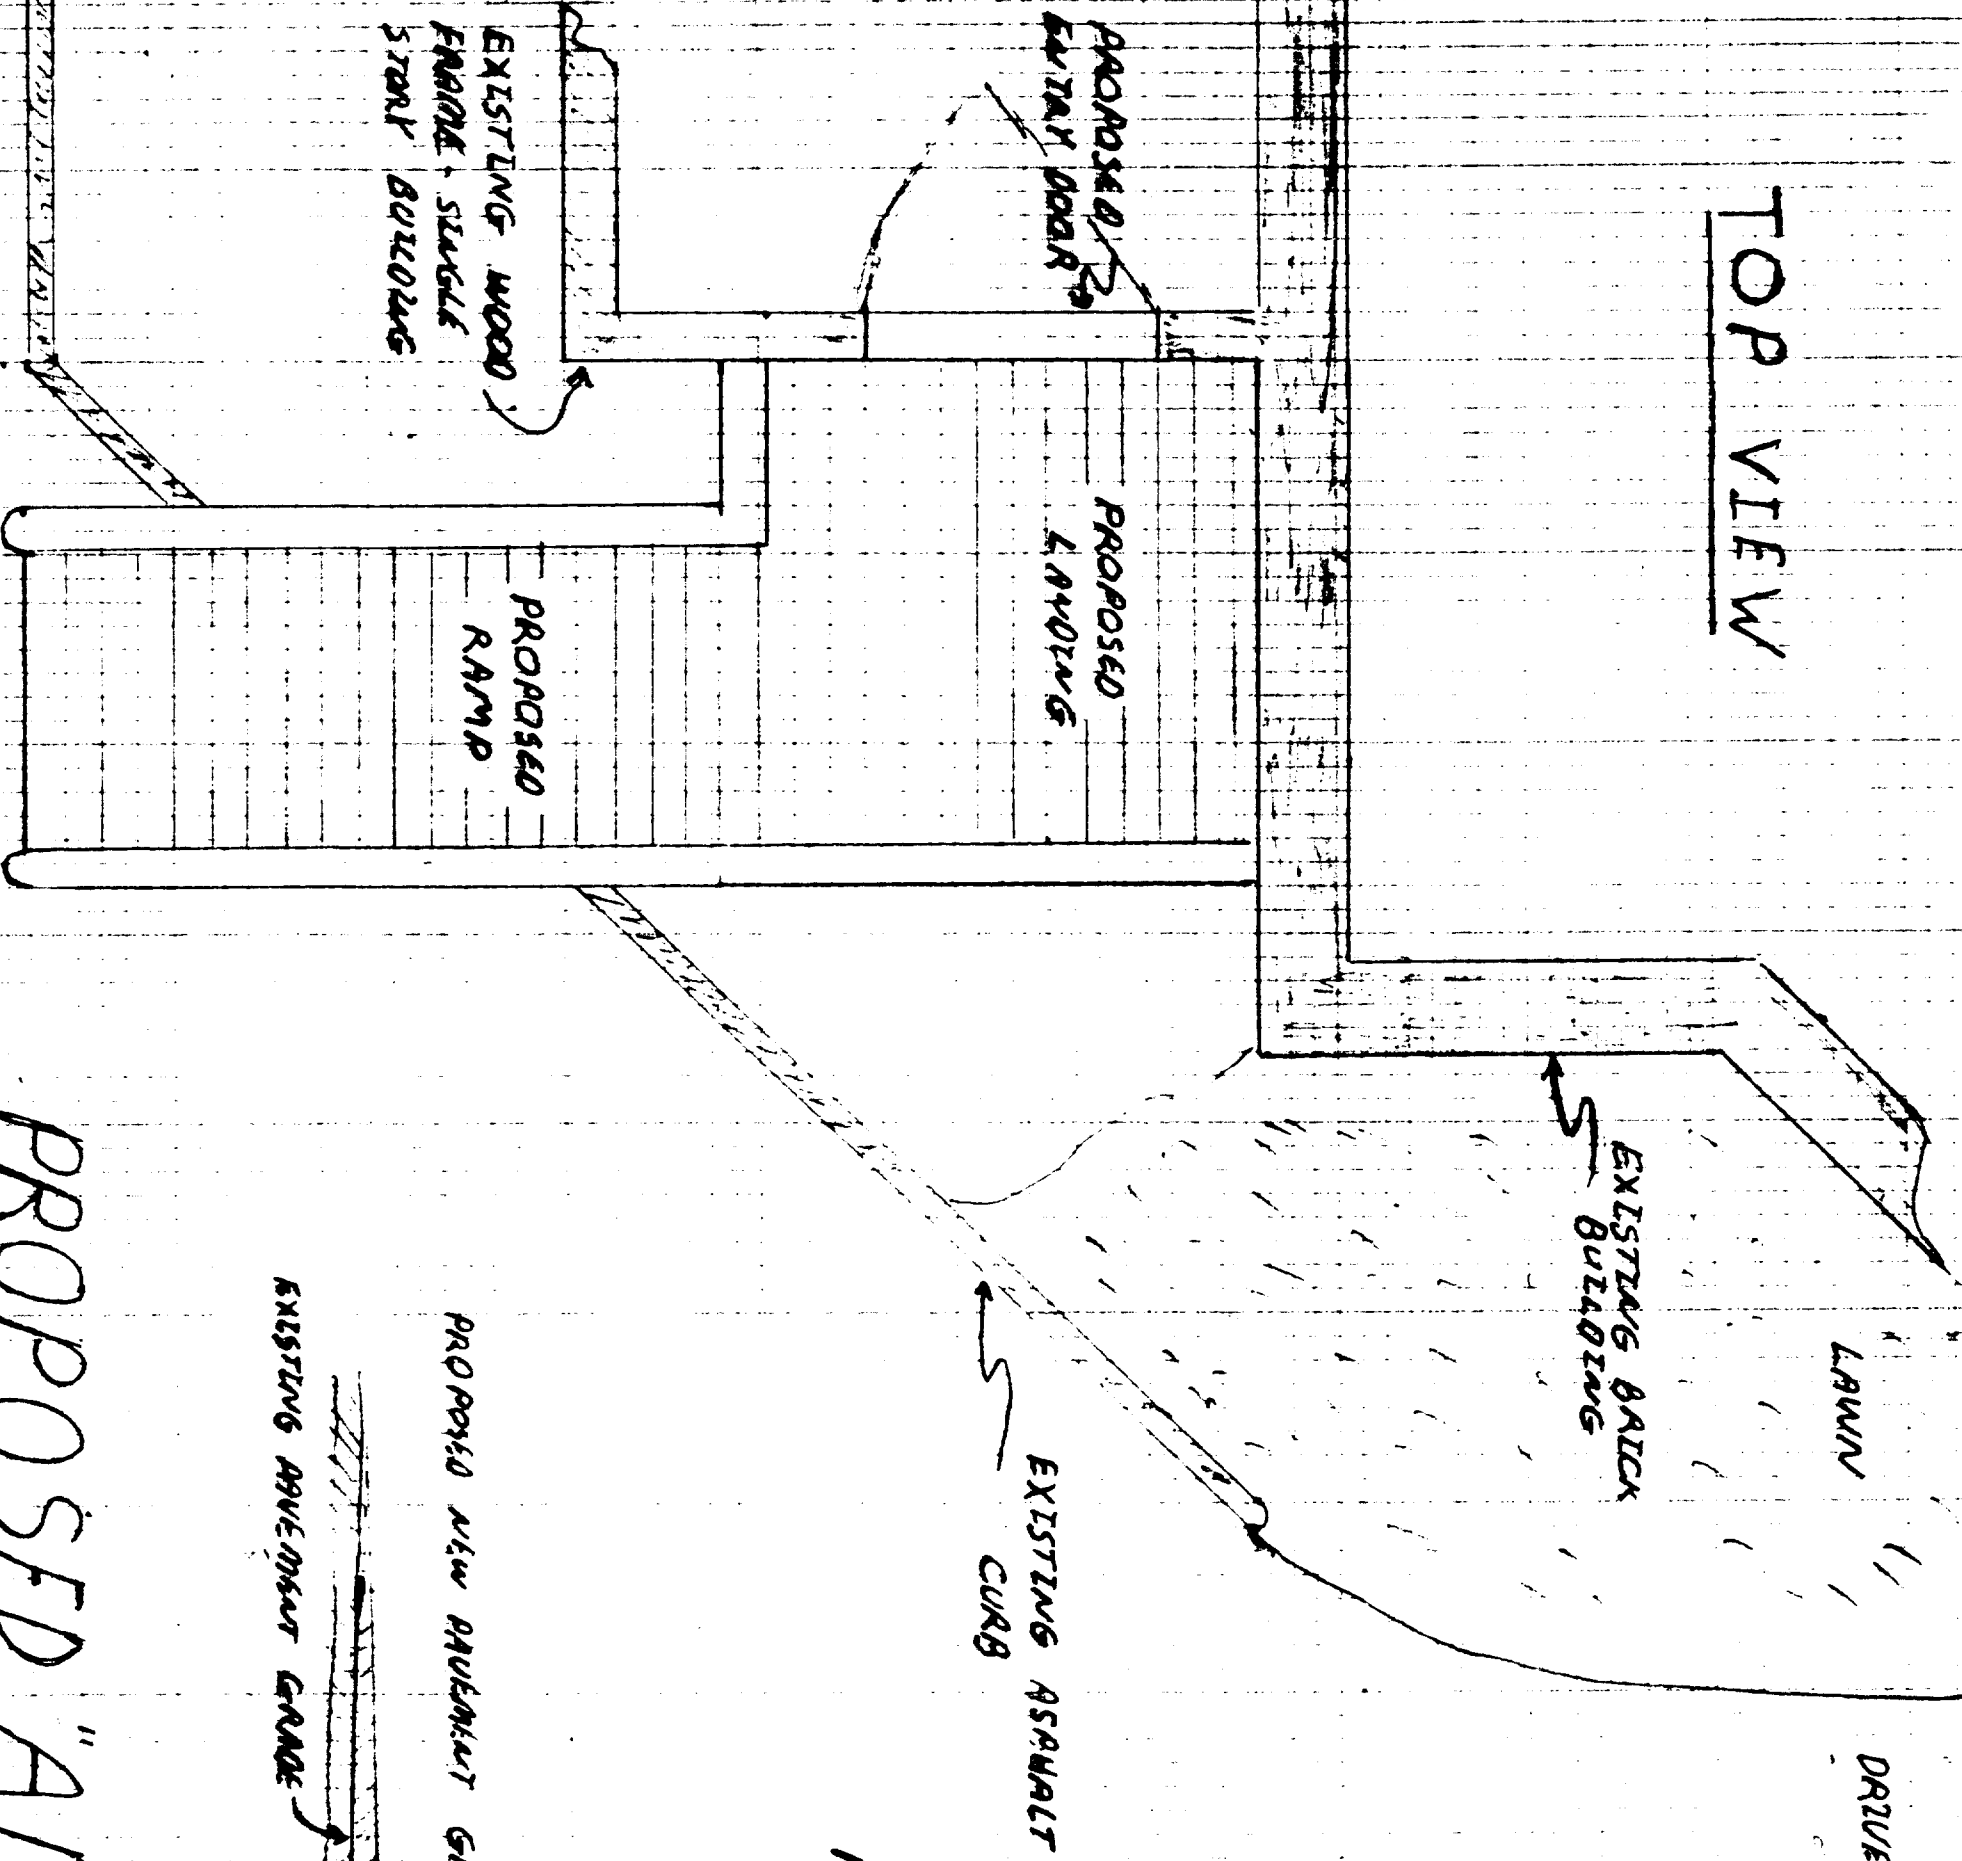 TOP VIEW
LAWN
DRIVE
EXISTING BRICK
BUILDING
PROPOSED
ENTRY DOOR
PROPOSED
LANDING
EXISTING ASPHALT
CURB
EXISTING WOOD
FRAME - SINGLE
STORY BUILDING
PROPOSED
RAMP
PROPOSED NEW PAVEMENT
EXISTING PAVEMENT GRADE
PROPOSED "A